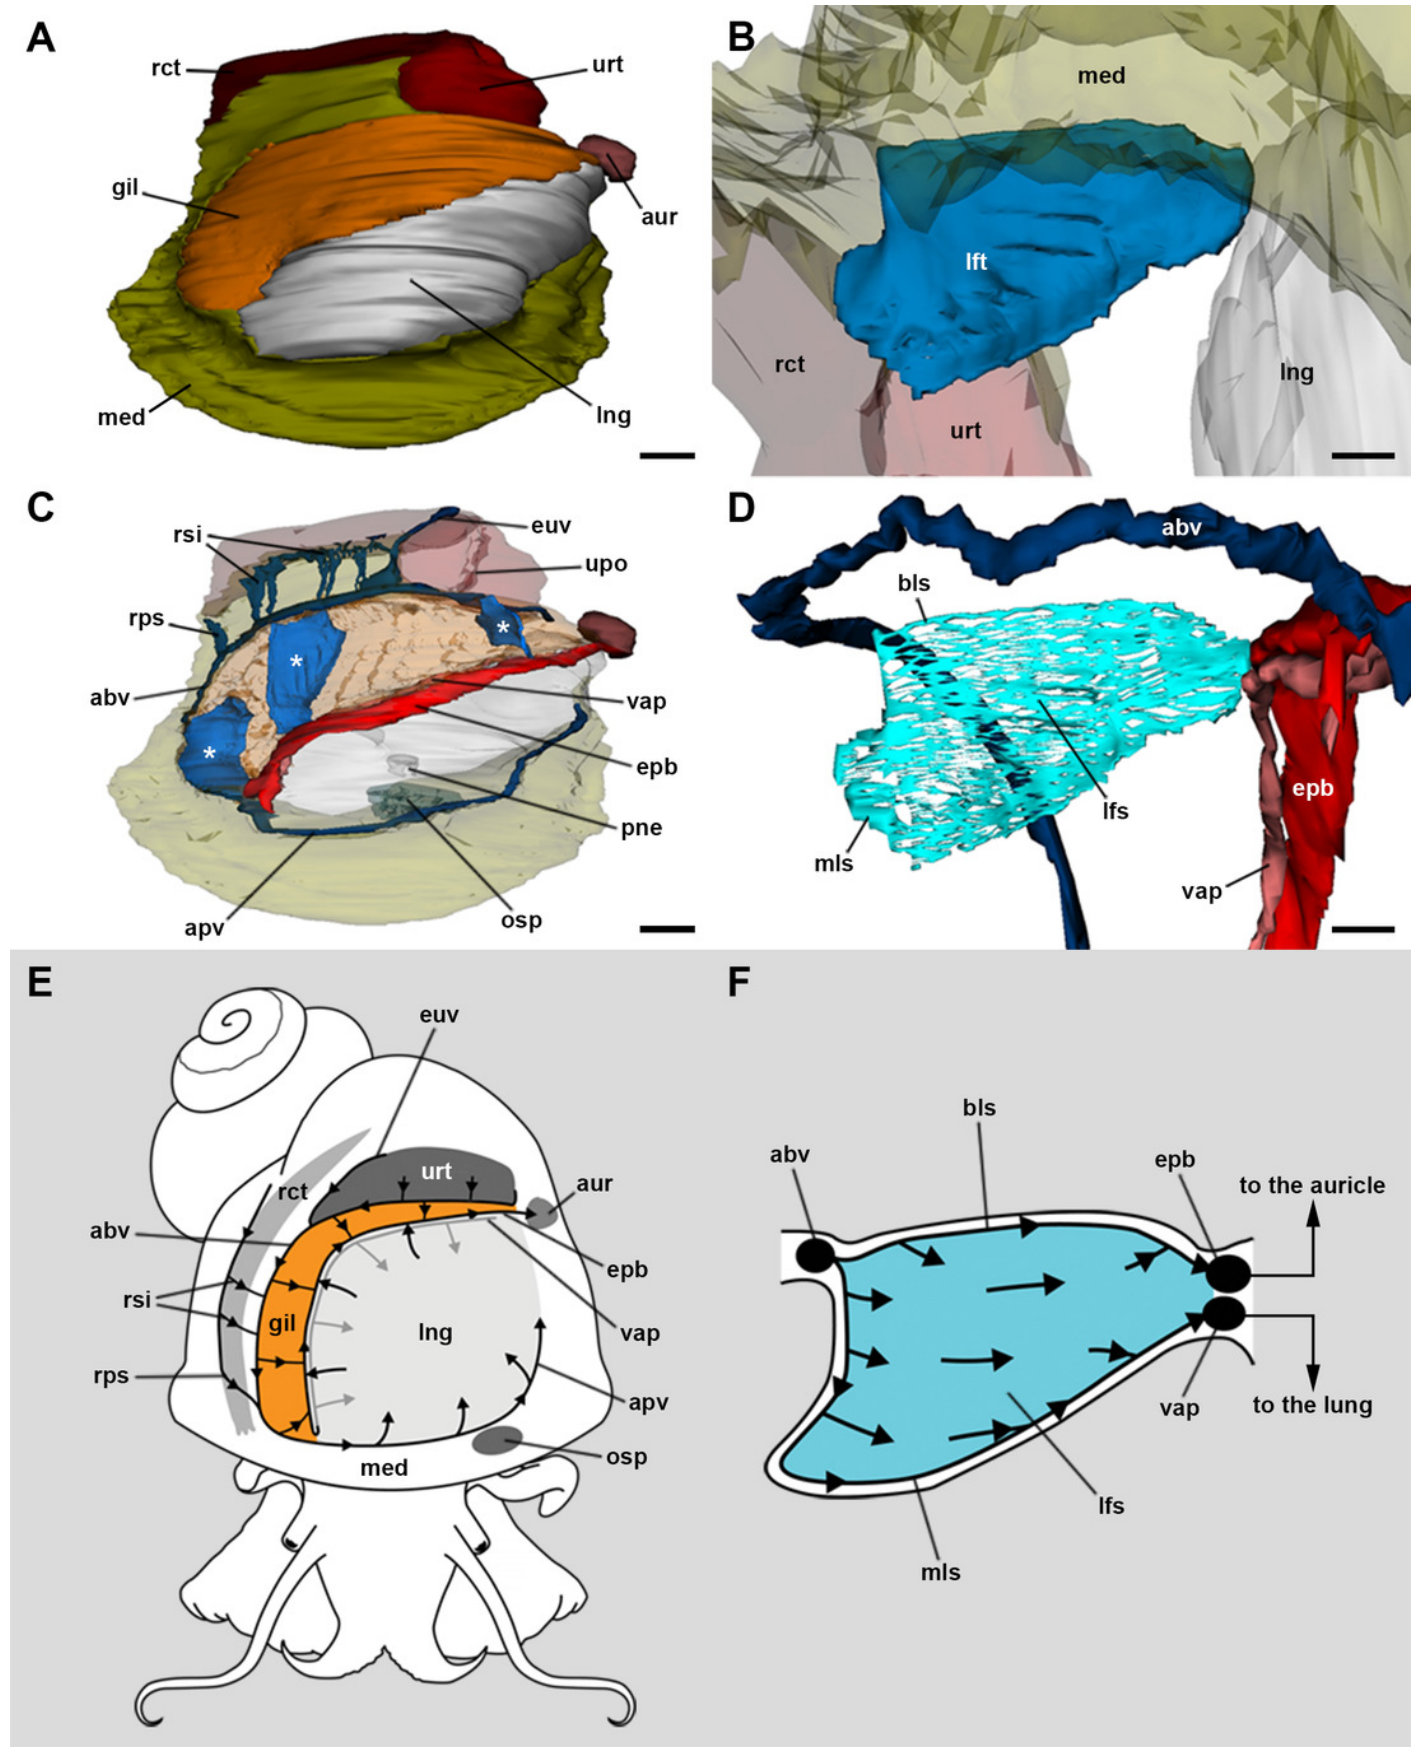 A
rct
urt
gil
aur
med
lng
B
med
lft
rct
lng
urt
C
rsi
euv
upo
rps
*
*
abv
vap
*
epb
pne
apv
osp
D
abv
bls
lfs
epb
mls
vap
E
euv
urt
rct
aur
abv
epb
rsi
gil
lng
vap
rps
apv
med
osp
F
bls
abv
epb
to the auricle
vap
to the lung
lfs
mls